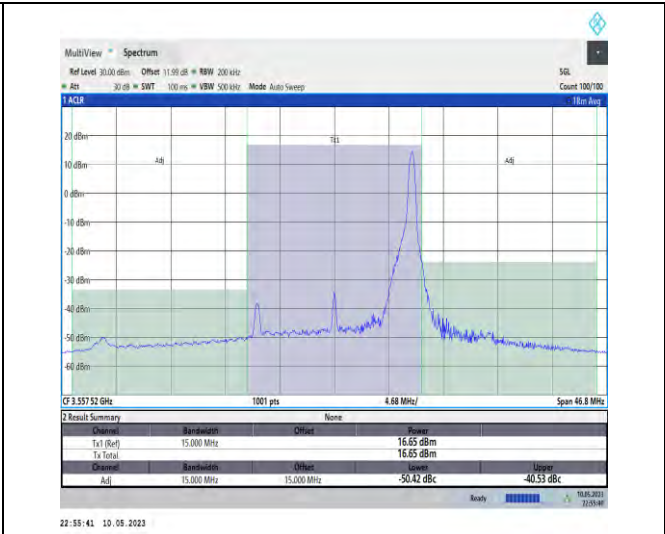 MultiView Spectrum
Ref Level 30.00 dBm Offset 11.99 dB RBW 200 kHz SGL
Att 30 dB SWT 100 ms VBW 500 kHz Mode Auto Sweep Count 100/100
1 ACLR 1Rm Avg
20 dBm
Tx1
Adj Adj
10 dBm
0 dBm
-10 dBm
-20 dBm
-30 dBm
-40 dBm
-50 dBm
-60 dBm
CF 3.557 52 GHz 1001 pts 4.68 MHz/ Span 46.8 MHz
2 Result Summary None
Channel Bandwidth Offset Power
Tx1 (Ref) 15.000 MHz 16.65 dBm
Tx Total 16.65 dBm
Channel Bandwidth Offset Lower Upper
Adj 15.000 MHz 15.000 MHz -50.42 dBc -40.53 dBc
Ready 10.05.2023
22:55:40
22:55:41 10.05.2023